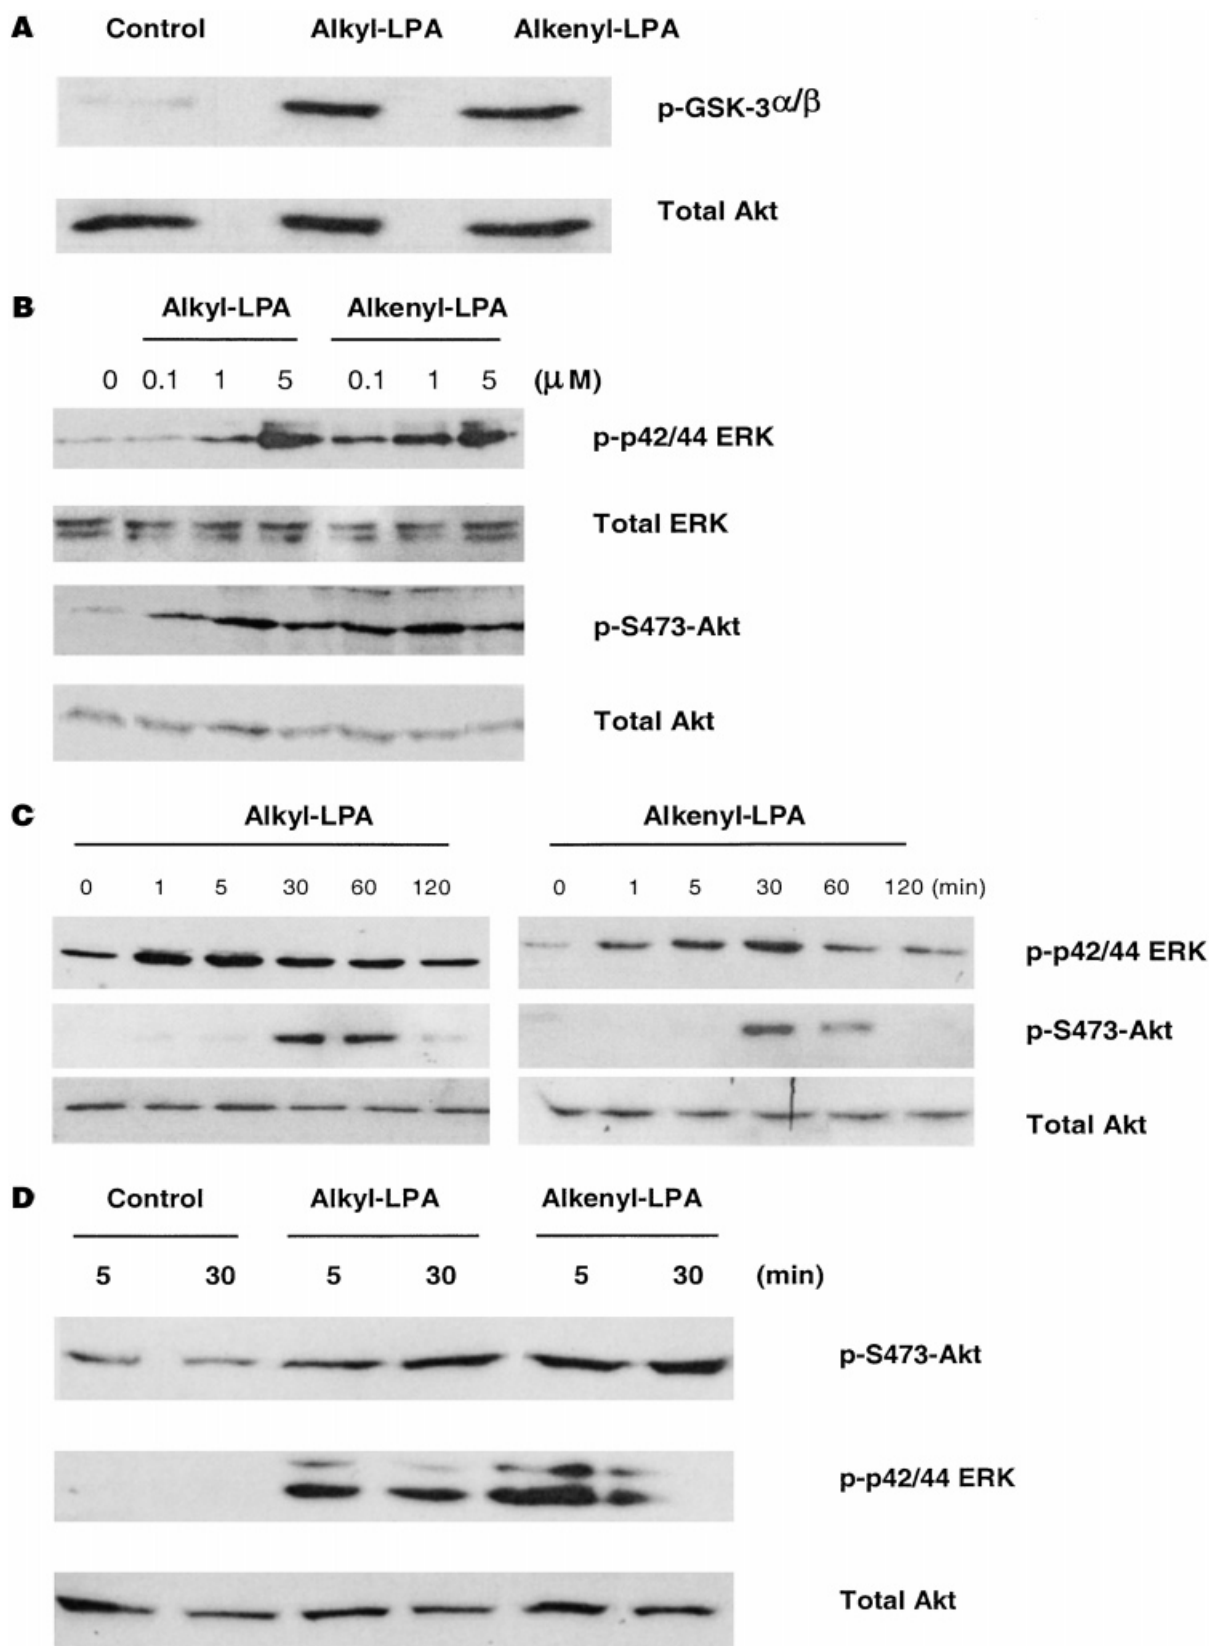 A Control Alkyl-LPA Alkenyl-LPA
p-GSK-3α/β
Total Akt
B Alkyl-LPA Alkenyl-LPA
0 0.1 1 5 0.1 1 5 (μM)
p-p42/44 ERK
Total ERK
p-S473-Akt
Total Akt
C Alkyl-LPA Alkenyl-LPA
0 1 5 30 60 120 0 1 5 30 60 120 (min)
p-p42/44 ERK
p-S473-Akt
Total Akt
D Control Alkyl-LPA Alkenyl-LPA
5 30 5 30 5 30 (min)
p-S473-Akt
p-p42/44 ERK
Total Akt